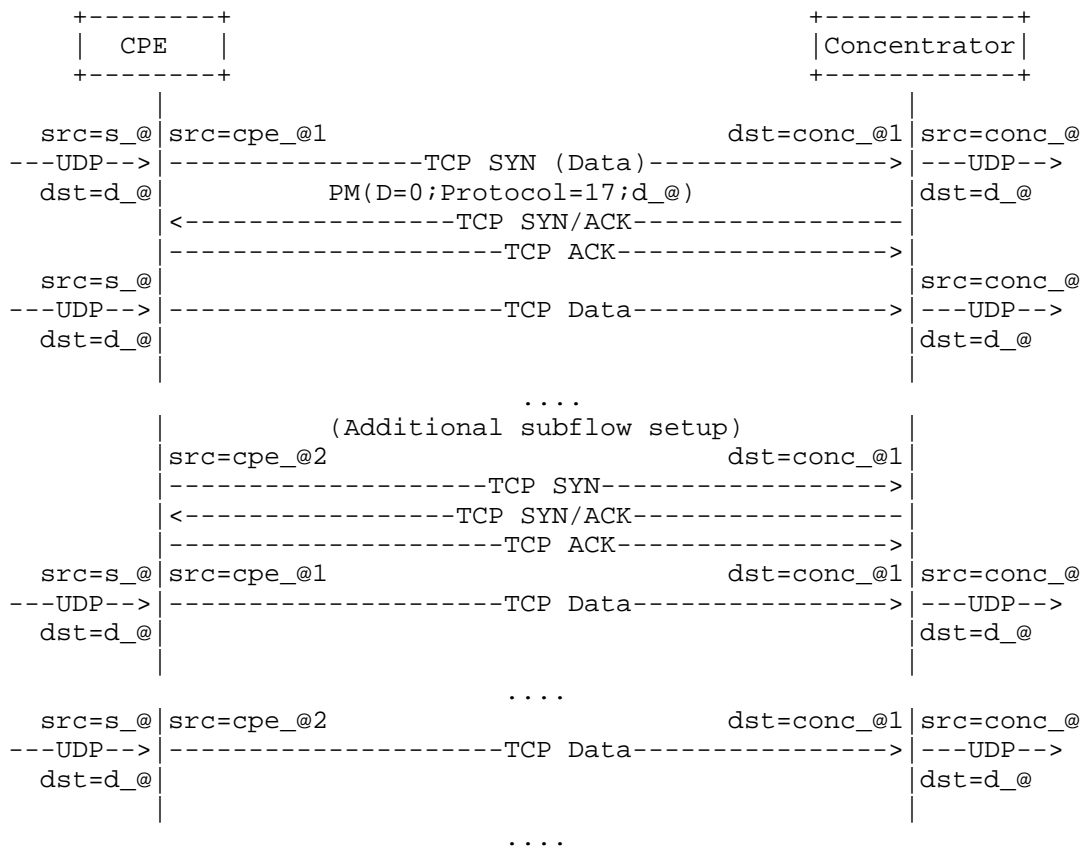 +--------+                                     +------------+
|  CPE   |                                     |Concentrator|
+--------+                                     +------------+
|                                               |
src=s_@|src=cpe_@1                         dst=conc_@1|src=conc_@
---UDP-->|----------------TCP SYN (Data)---------------->|---UDP-->
dst=d_@|          PM(D=0;Protocol=17;d_@)              |dst=d_@
|<-----------------TCP SYN/ACK-----------------|
|---------------------TCP ACK----------------->|
src=s_@|                                               |src=conc_@
---UDP-->|---------------------TCP Data---------------->|---UDP-->
dst=d_@|                                               |dst=d_@
|                                               |
....
|          (Additional subflow setup)           |
|src=cpe_@2                         dst=conc_@1|
|--------------------TCP SYN------------------>|
|<-----------------TCP SYN/ACK-----------------|
|---------------------TCP ACK----------------->|
src=s_@|src=cpe_@1                         dst=conc_@1|src=conc_@
---UDP-->|---------------------TCP Data---------------->|---UDP-->
dst=d_@|                                               |dst=d_@
|                                               |
....
src=s_@|src=cpe_@2                         dst=conc_@1|src=conc_@
---UDP-->|---------------------TCP Data---------------->|---UDP-->
dst=d_@|                                               |dst=d_@
|                                               |
....